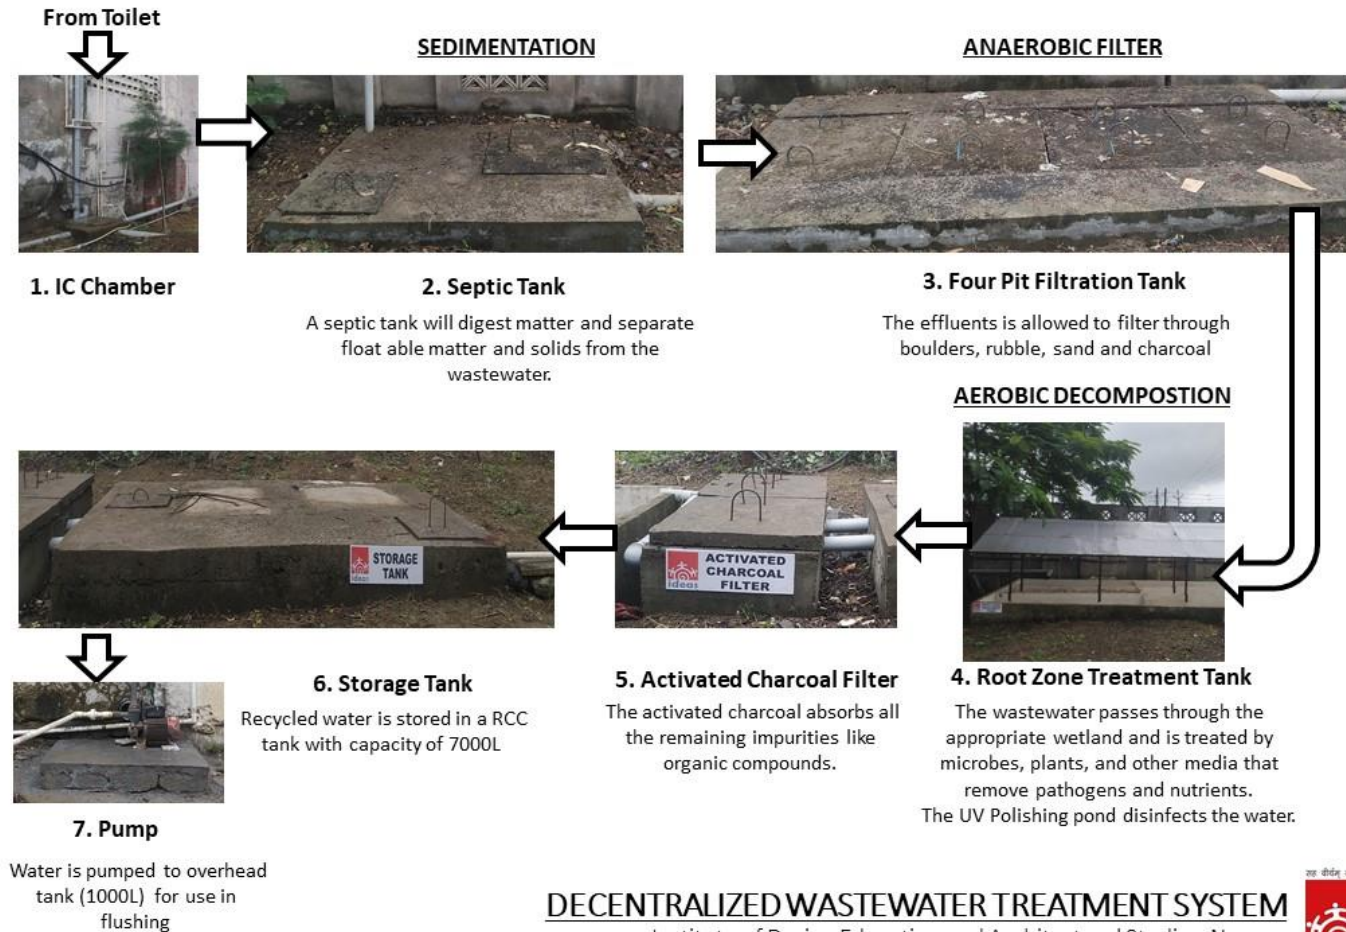 From Toilet
SEDIMENTATION
ANAEROBIC FILTER
1. IC Chamber
2. Septic Tank
A septic tank will digest matter and separate
float able matter and solids from the
wastewater.
3. Four Pit Filtration Tank
The effluents is allowed to filter through
boulders, rubble, sand and charcoal
AEROBIC DECOMPOSTION
STORAGE
TANK
ideas
ACTIVATED
CHARCOAL
FILTER
ideas
4. Root Zone Treatment Tank
The wastewater passes through the
appropriate wetland and is treated by
microbes, plants, and other media that
remove pathogens and nutrients.
The UV Polishing pond disinfects the water.
5. Activated Charcoal Filter
The activated charcoal absorbs all
the remaining impurities like
organic compounds.
6. Storage Tank
Recycled water is stored in a RCC
tank with capacity of 7000L
7. Pump
Water is pumped to overhead
tank (1000L) for use in
flushing
DECENTRALIZED WASTEWATER TREATMENT SYSTEM